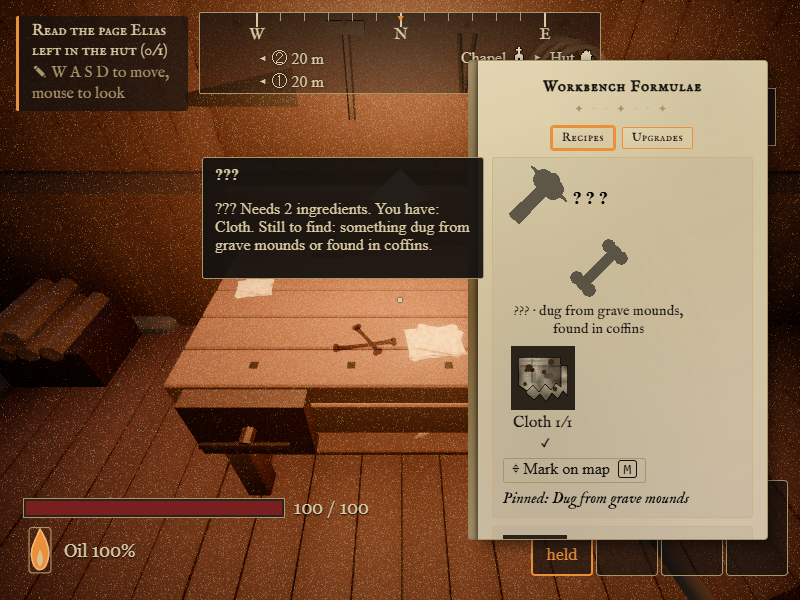 Read the page Elias
left in the hut (0/1)
W A S D to move,
mouse to look
W N E
② 20 m
① 20 m
Chapel Hut
Workbench Formulae
Recipes Upgrades
???
???
??? Needs 2 ingredients. You have:
Cloth. Still to find: something dug from
grave mounds or found in coffins.
??? · dug from grave mounds,
found in coffins
Cloth 1/1
✓
Mark on map M
Pinned: Dug from grave mounds
100 / 100
Oil 100%
held